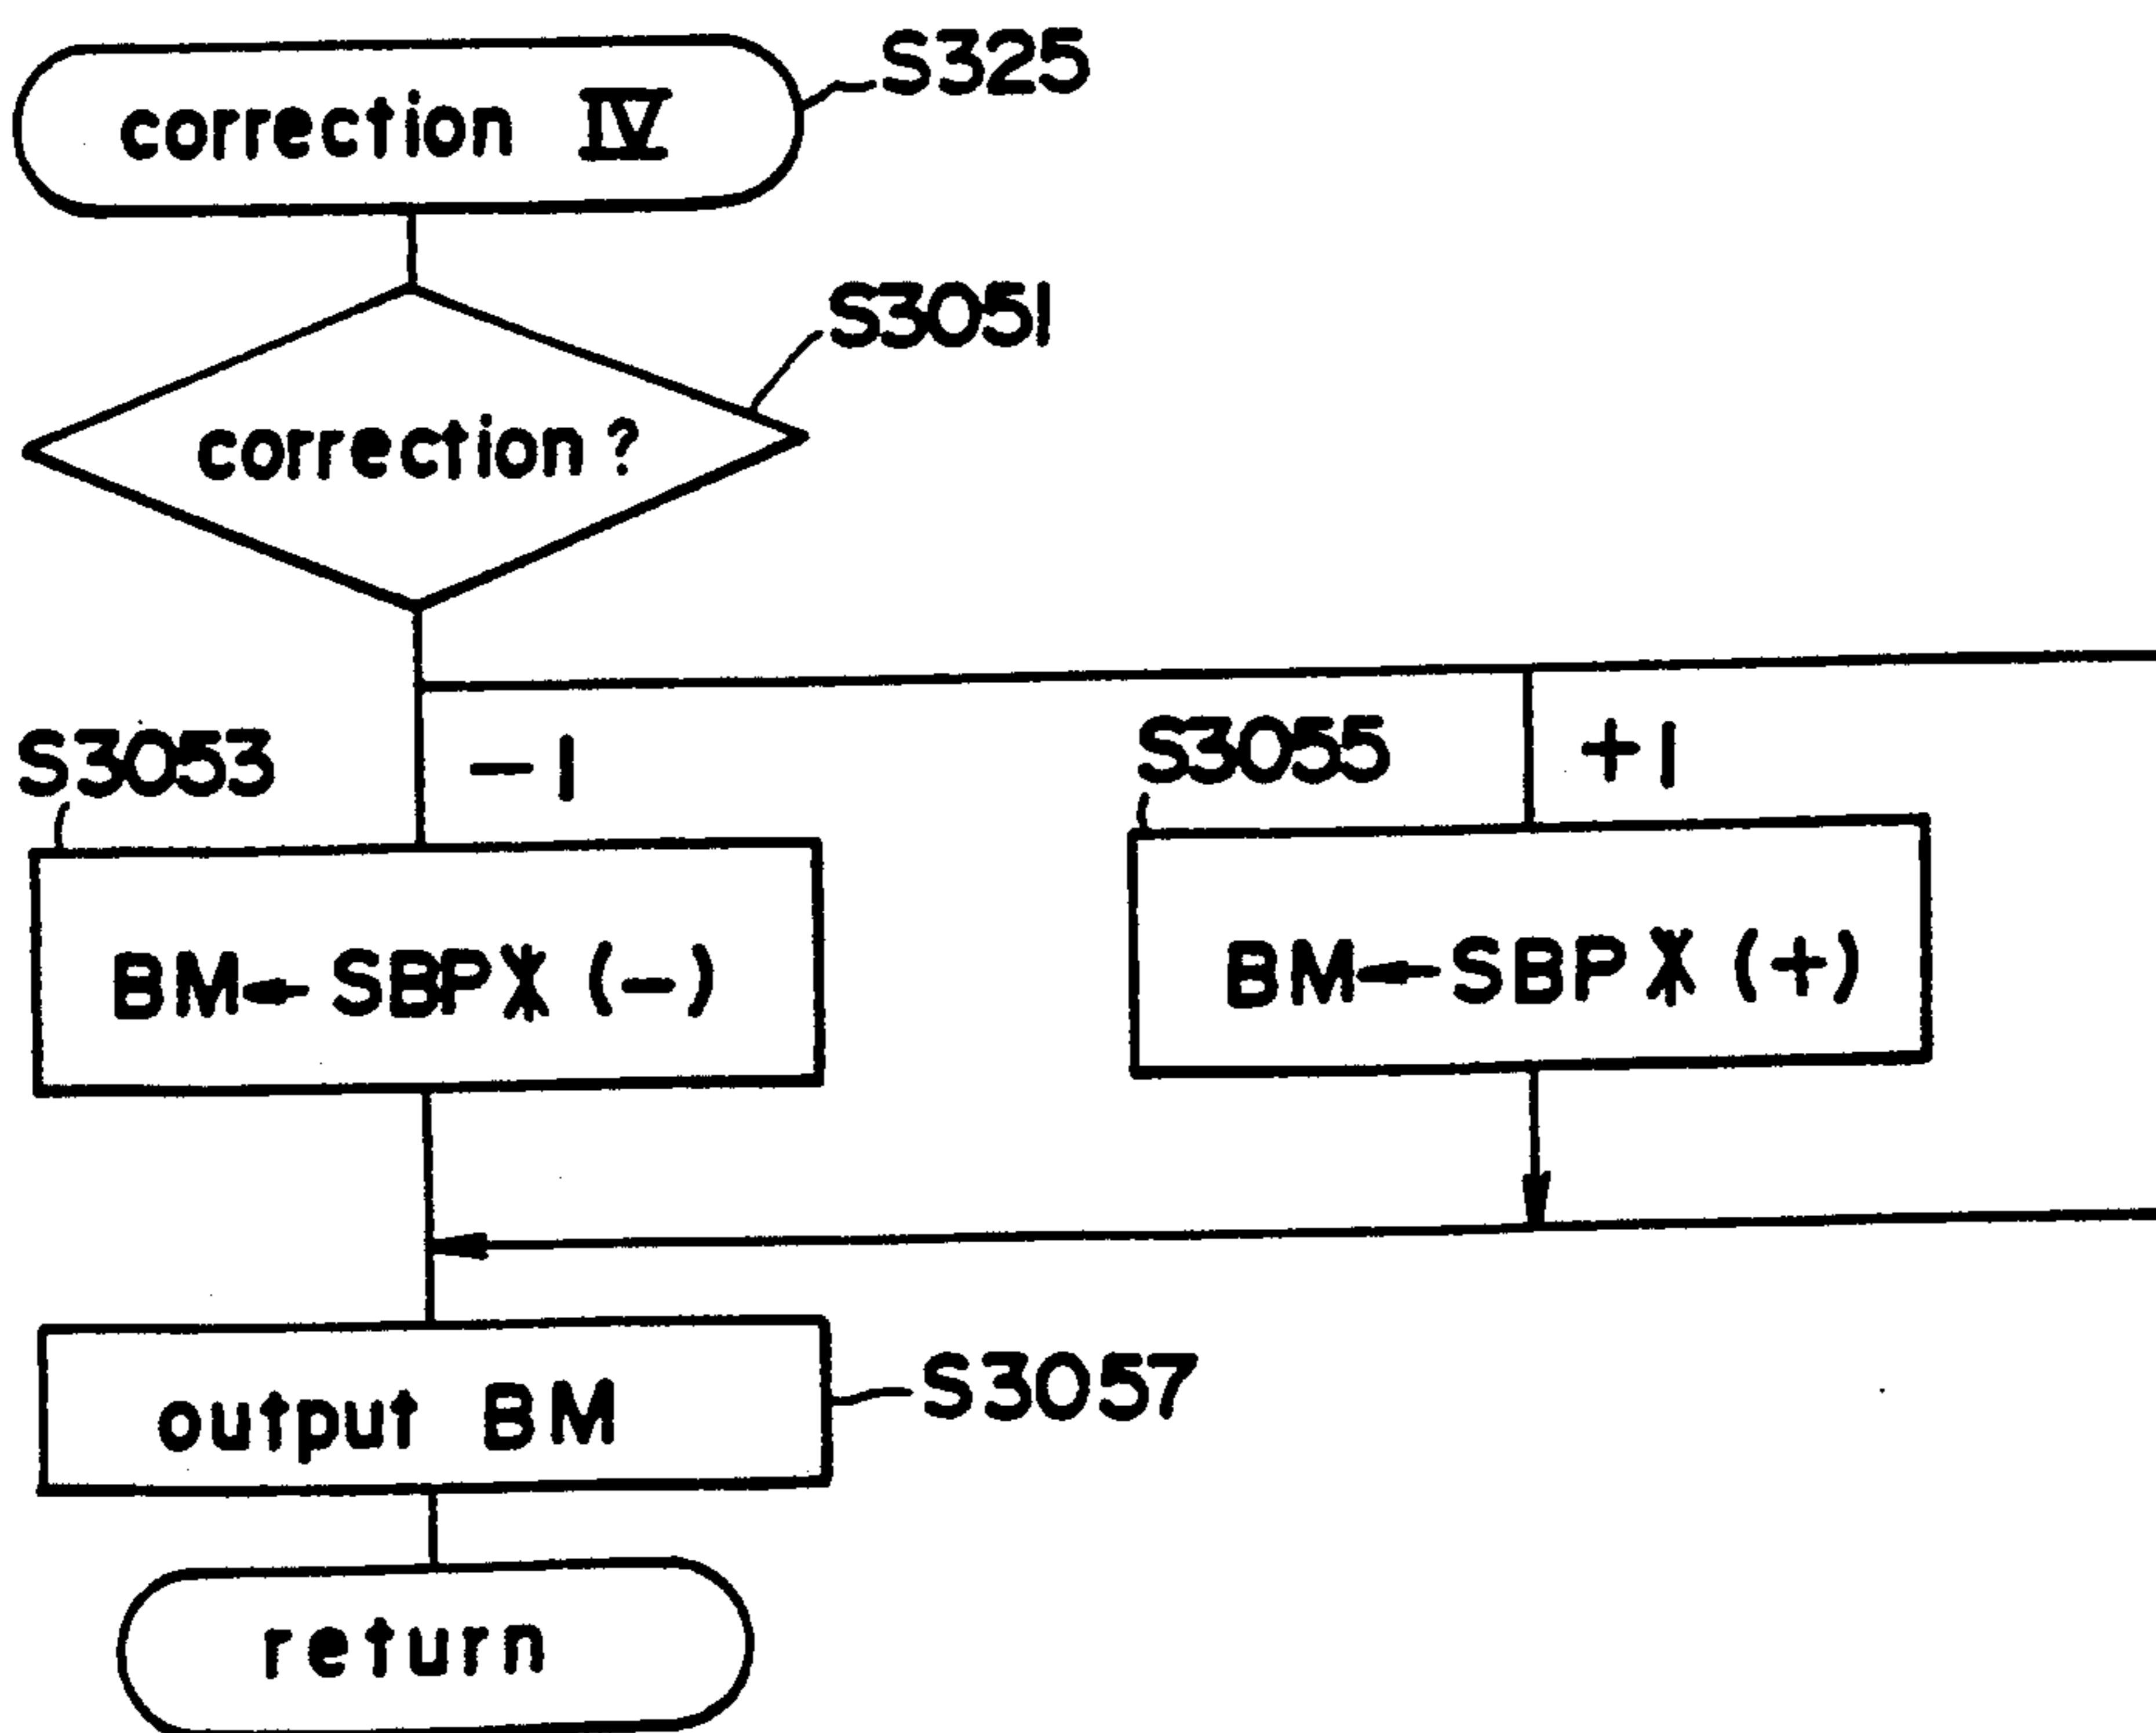 S325
correction IV
S3051
correction ?
S3053
-1
S3055
+1
BM←SBPX (-)
BM←SBPX (+)
output BM
S3057
return